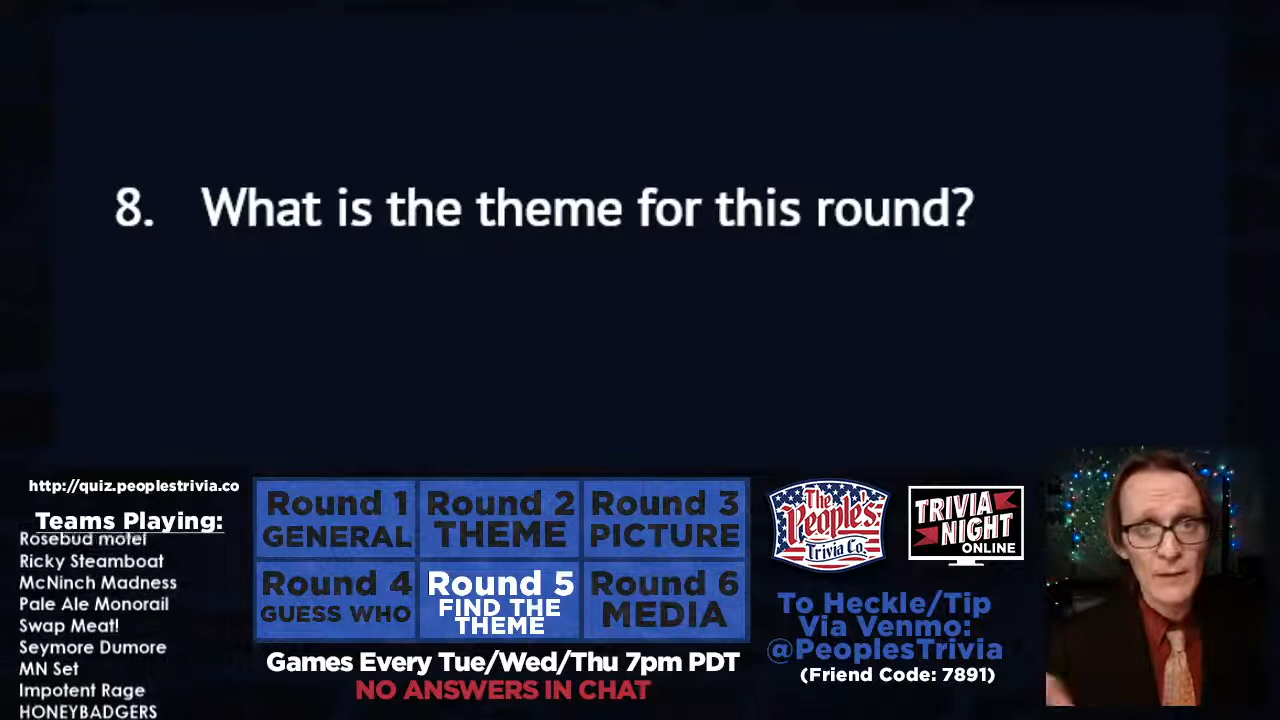 8. What is the theme for this round?
http://quiz.peoplestrivia.co
Teams Playing:
Rosebud motel
Ricky Steamboat
McNinch Madness
Pale Ale Monorail
Swap Meat!
Seymore Dumore
MN Set
Impotent Rage
HONEYBADGERS
Round 1
GENERAL
Round 2
THEME
Round 3
PICTURE
Round 4
GUESS WHO
Round 5
FIND THE
THEME
Round 6
MEDIA
Games Every Tue/Wed/Thu 7pm PDT
NO ANSWERS IN CHAT
The
People's
Trivia Co.
TRIVIA
NIGHT
ONLINE
To Heckle/Tip
Via Venmo:
@PeoplesTrivia
(Friend Code: 7891)